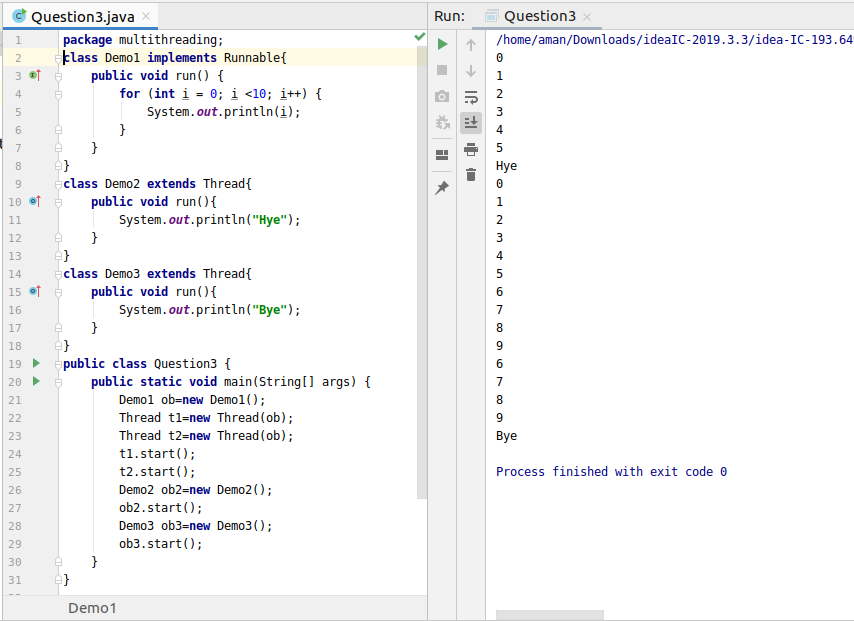 Question3.java
1 package multithreading;
2 class Demo1 implements Runnable{
3 public void run() {
4 for (int i = 0; i <10; i++) {
5 System.out.println(i);
6 }
7 }
8 }
9 class Demo2 extends Thread{
10 public void run(){
11 System.out.println("Hye");
12 }
13 }
14 class Demo3 extends Thread{
15 public void run(){
16 System.out.println("Bye");
17 }
18 }
19 public class Question3 {
20 public static void main(String[] args) {
21 Demo1 ob=new Demo1();
22 Thread t1=new Thread(ob);
23 Thread t2=new Thread(ob);
24 t1.start();
25 t2.start();
26 Demo2 ob2=new Demo2();
27 ob2.start();
28 Demo3 ob3=new Demo3();
29 ob3.start();
30 }
31 }
Demo1
Run: Question3
/home/aman/Downloads/ideaIC-2019.3.3/idea-IC-193.64
0
1
2
3
4
5
Hye
0
1
2
3
4
5
6
7
8
9
6
7
8
9
Bye
Process finished with exit code 0